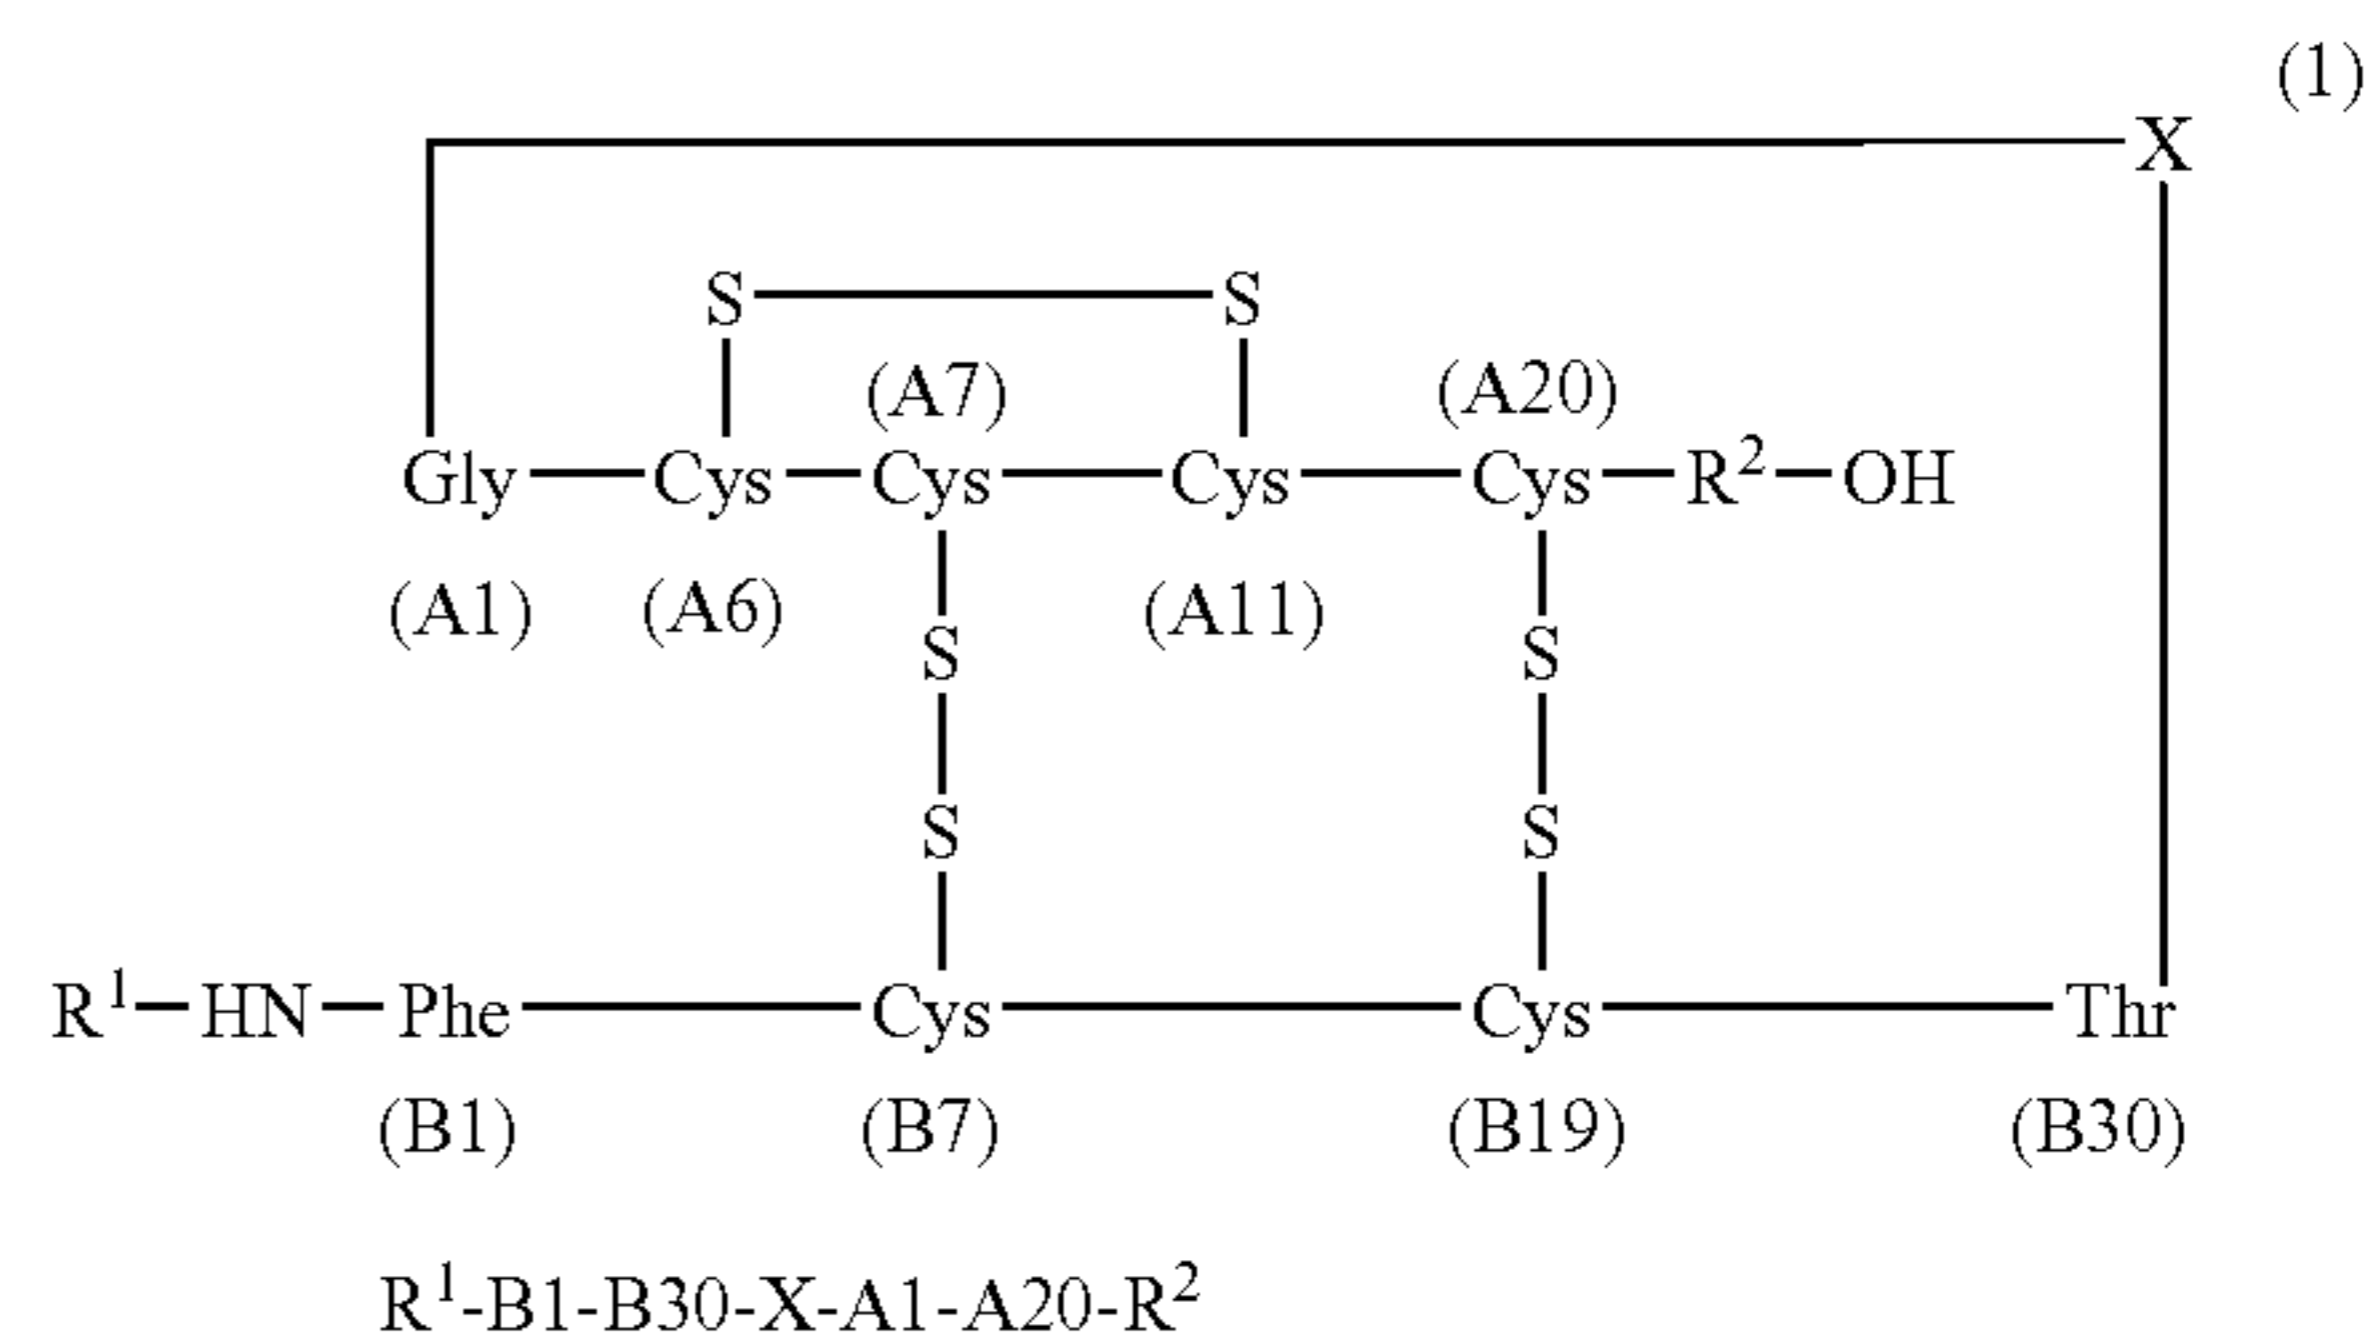 (1)
X
S S
(A7) (A20)
Gly Cys Cys Cys Cys R² OH
(A1) (A6) (A11)
S S
S S
R¹ HN Phe Cys Cys Thr
(B1) (B7) (B19) (B30)
R¹-B1-B30-X-A1-A20-R²